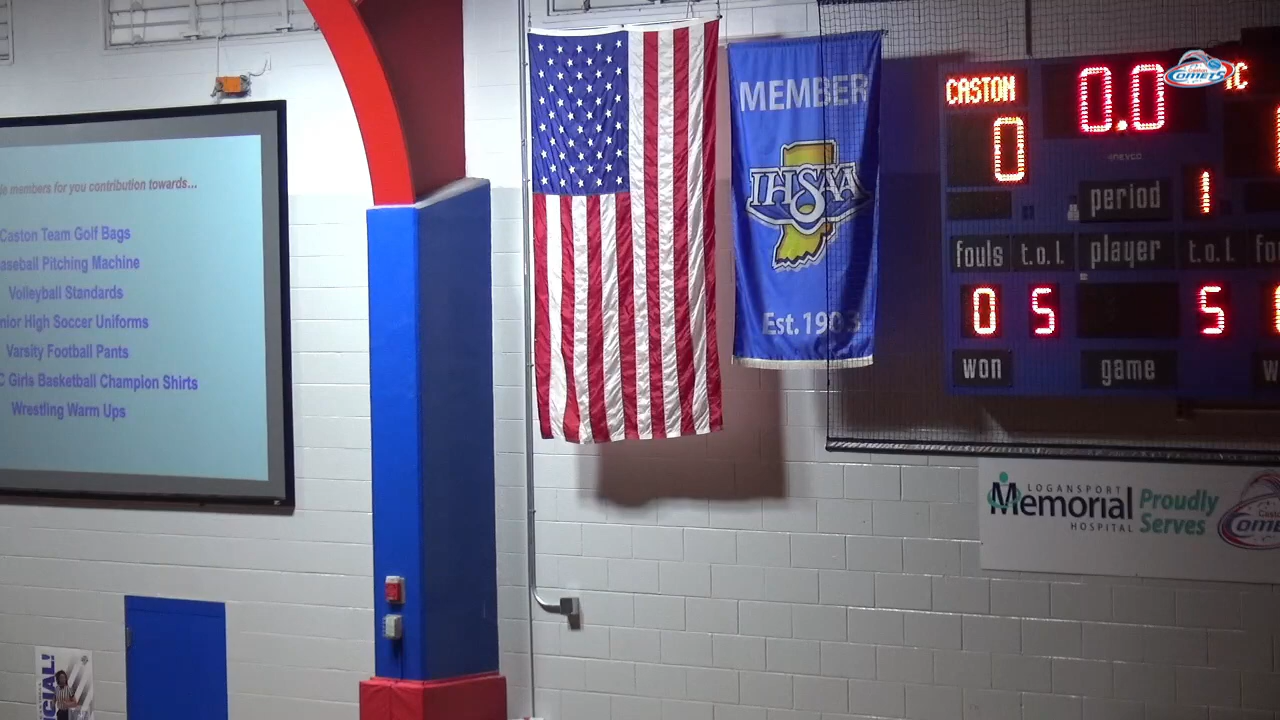 members for you contribution towards...
Caston Team Golf Bags
Pitching Machine
Volleyball Standards
High Soccer Uniforms
Varsity Football Pants
Girls Basketball Champion Shirts
Wrestling Warm Ups
MEMBER
IHSAA
Est.1903
CASTON
0.0
COMETS
0
period
1
fouls t.o.l. player t.o.l
0 5 5
won game
LOGANSPORT
Memorial
HOSPITAL
Proudly
Serves